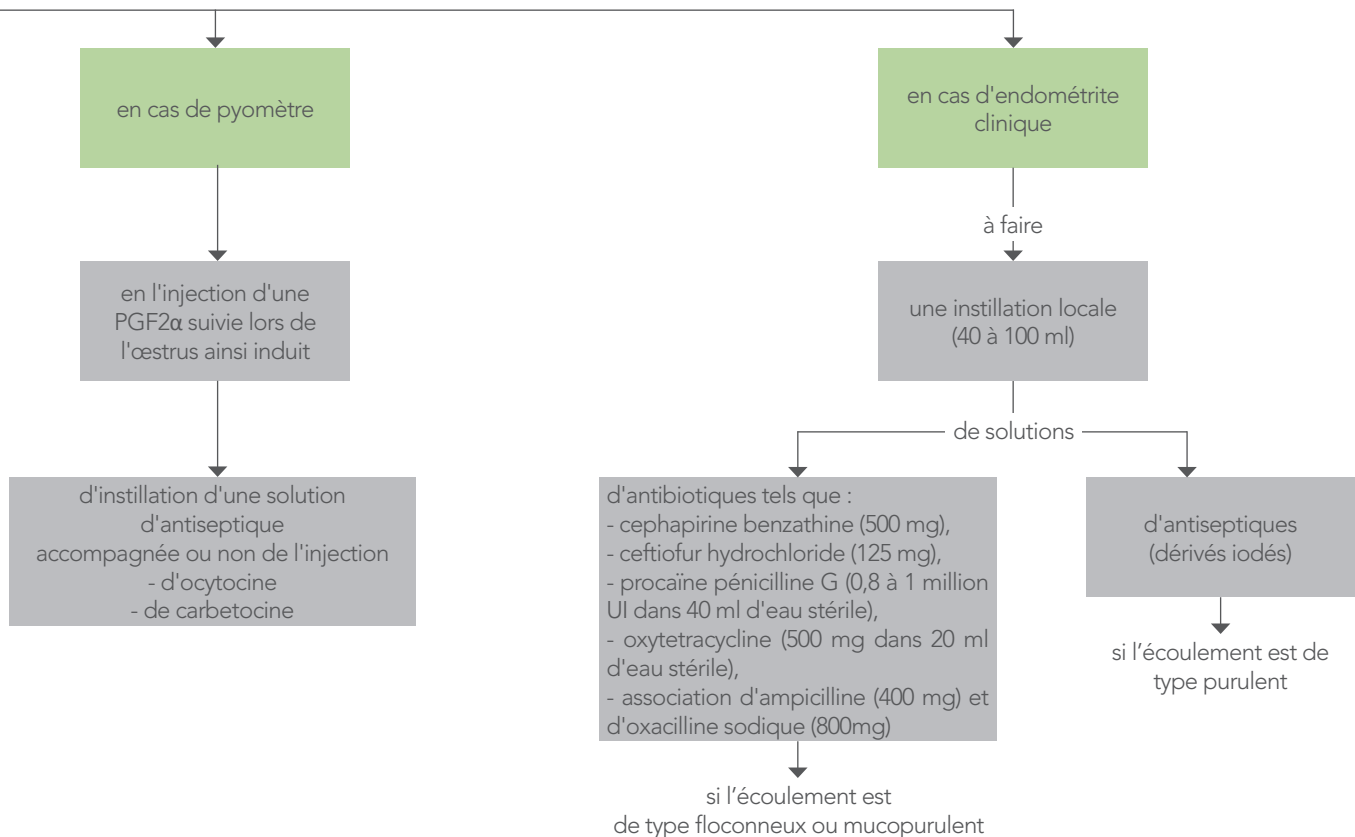 en cas de pyomètre
en l'injection d'une
PGF2α suivie lors de
l'œstrus ainsi induit
d'instillation d'une solution
d'antiseptique
accompagnée ou non de l'injection
- d'ocytocine
- de carbetocine
en cas d'endométrite
clinique
à faire
une instillation locale
(40 à 100 ml)
de solutions
d'antibiotiques tels que :
- cephapirine benzathine (500 mg),
- ceftiofur hydrochloride (125 mg),
- procaïne pénicilline G (0,8 à 1 million
UI dans 40 ml d'eau stérile),
- oxytetracycline (500 mg dans 20 ml
d'eau stérile),
- association d'ampicilline (400 mg) et
d'oxacilline sodique (800mg)
si l'écoulement est
de type floconneux ou mucopurulent
d'antiseptiques
(dérivés iodés)
si l'écoulement est de
type purulent